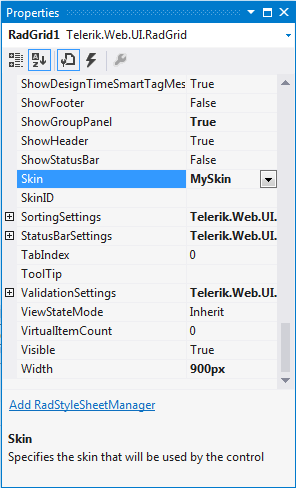 Properties
RadGrid1 Telerik.Web.UI.RadGrid
ShowDesignTimeSmartTagMes True
ShowFooter False
ShowGroupPanel True
ShowHeader True
ShowStatusBar False
Skin MySkin
SkinID
SortingSettings Telerik.Web.UI.
StatusBarSettings Telerik.Web.UI.
TabIndex 0
ToolTip
ValidationSettings Telerik.Web.UI.
ViewStateMode Inherit
VirtualItemCount 0
Visible True
Width 900px
Add RadStyleSheetManager
Skin
Specifies the skin that will be used by the control